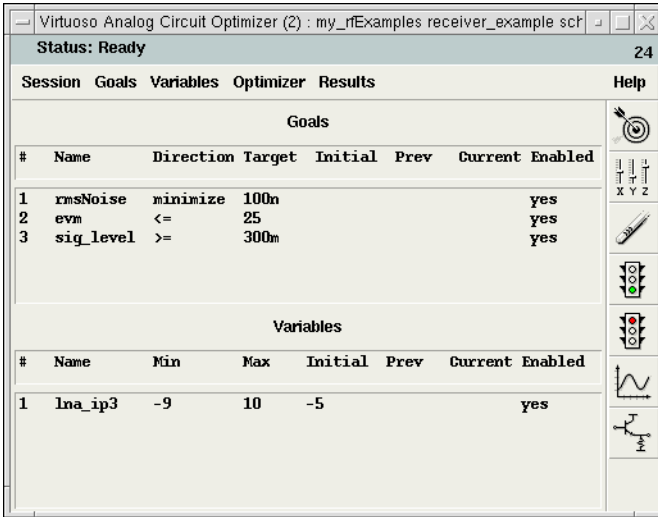 Virtuoso Analog Circuit Optimizer (2) : my_rfExamples receiver_example sch
Status: Ready 24
Session Goals Variables Optimizer Results Help
Goals
# Name Direction Target Initial Prev Current Enabled
1 rmsNoise minimize 100n yes
2 evm <= 25 yes
3 sig_level >= 300m yes
X Y Z
Variables
# Name Min Max Initial Prev Current Enabled
1 lna_ip3 -9 10 -5 yes